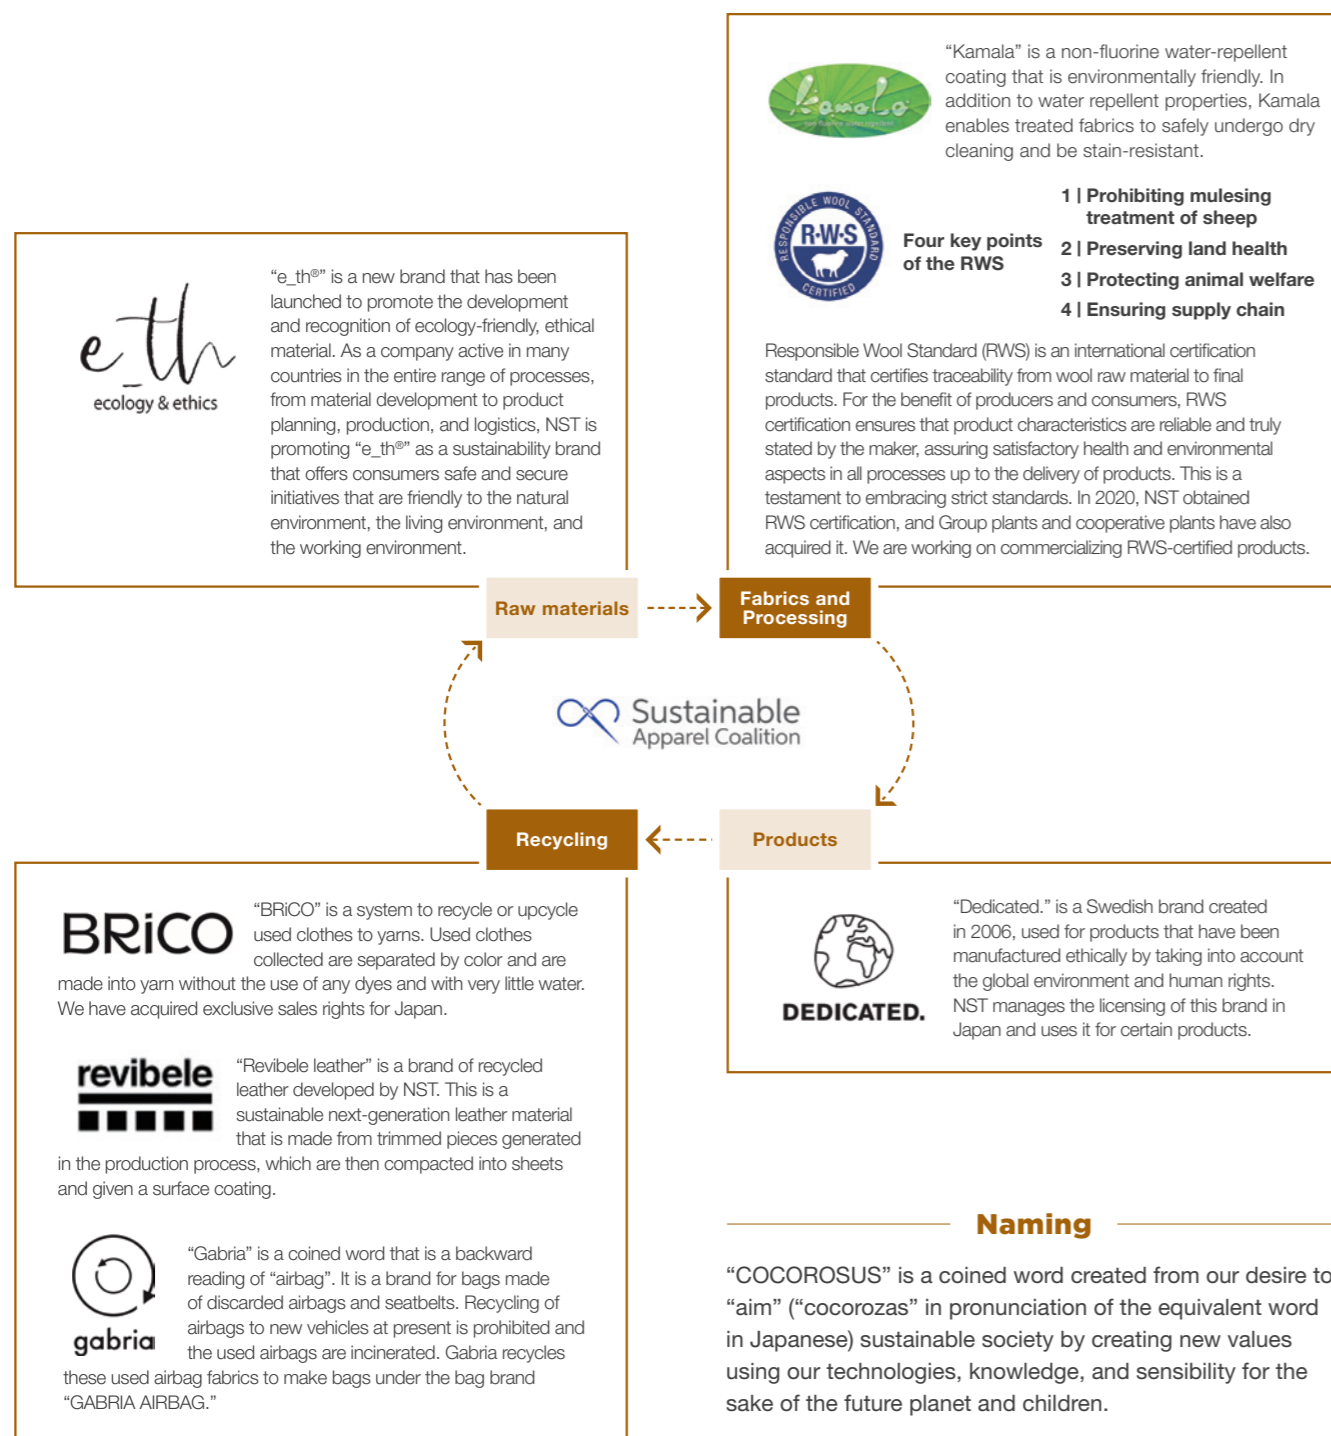 “Kamala” is a non-fluorine water-repellent
coating that is environmentally friendly. In
addition to water repellent properties, Kamala
enables treated fabrics to safely undergo dry
cleaning and be stain-resistant.
Kamala
RESPONSIBLE WOOL STANDARD
R·W·S
CERTIFIED
Four key points
of the RWS
1 | Prohibiting mulesing
treatment of sheep
2 | Preserving land health
3 | Protecting animal welfare
4 | Ensuring supply chain
Responsible Wool Standard (RWS) is an international certification
standard that certifies traceability from wool raw material to final
products. For the benefit of producers and consumers, RWS
certification ensures that product characteristics are reliable and truly
stated by the maker, assuring satisfactory health and environmental
aspects in all processes up to the delivery of products. This is a
testament to embracing strict standards. In 2020, NST obtained
RWS certification, and Group plants and cooperative plants have also
acquired it. We are working on commercializing RWS-certified products.
e_th
ecology & ethics
“e_th®” is a new brand that has been
launched to promote the development
and recognition of ecology-friendly, ethical
material. As a company active in many
countries in the entire range of processes,
from material development to product
planning, production, and logistics, NST is
promoting “e_th®” as a sustainability brand
that offers consumers safe and secure
initiatives that are friendly to the natural
environment, the living environment, and
the working environment.
Raw materials
Fabrics and
Processing
Sustainable
Apparel Coalition
Recycling
Products
BRiCO
“BRiCO” is a system to recycle or upcycle
used clothes to yarns. Used clothes
collected are separated by color and are
made into yarn without the use of any dyes and with very little water.
We have acquired exclusive sales rights for Japan.
revibele
“Revibele leather” is a brand of recycled
leather developed by NST. This is a
sustainable next-generation leather material
that is made from trimmed pieces generated
in the production process, which are then compacted into sheets
and given a surface coating.
gabria
“Gabria” is a coined word that is a backward
reading of “airbag”. It is a brand for bags made
of discarded airbags and seatbelts. Recycling of
airbags to new vehicles at present is prohibited and
the used airbags are incinerated. Gabria recycles
these used airbag fabrics to make bags under the bag brand
“GABRIA AIRBAG.”
DEDICATED.
“Dedicated.” is a Swedish brand created
in 2006, used for products that have been
manufactured ethically by taking into account
the global environment and human rights.
NST manages the licensing of this brand in
Japan and uses it for certain products.
Naming
“COCOROSUS” is a coined word created from our desire to
“aim” (“cocorozas” in pronunciation of the equivalent word
in Japanese) sustainable society by creating new values
using our technologies, knowledge, and sensibility for the
sake of the future planet and children.